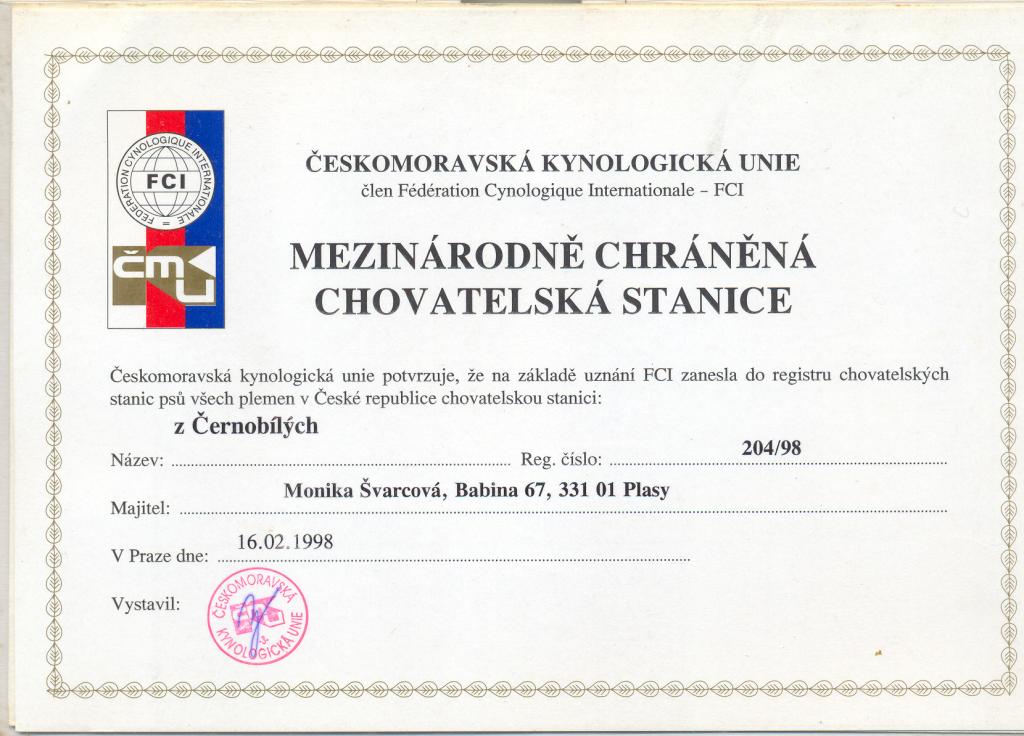 FEDERATION CYNOLOGIQUE INTERNATIONALE =
FCI
čmku
ČESKOMORAVSKÁ KYNOLOGICKÁ UNIE
člen Fédération Cynologique Internationale – FCI
MEZINÁRODNĚ CHRÁNĚNÁ
CHOVATELSKÁ STANICE
Českomoravská kynologická unie potvrzuje, že na základě uznání FCI zanesla do registru chovatelských
stanic psů všech plemen v České republice chovatelskou stanici:
z Černobílých
Název: Reg. číslo: 204/98
Majitel: Monika Švarcová, Babina 67, 331 01 Plasy
V Praze dne: 16.02.1998
Vystavil:
ČESKOMORAVSKÁ
KYNOLOGICKÁ UNIE
-3-